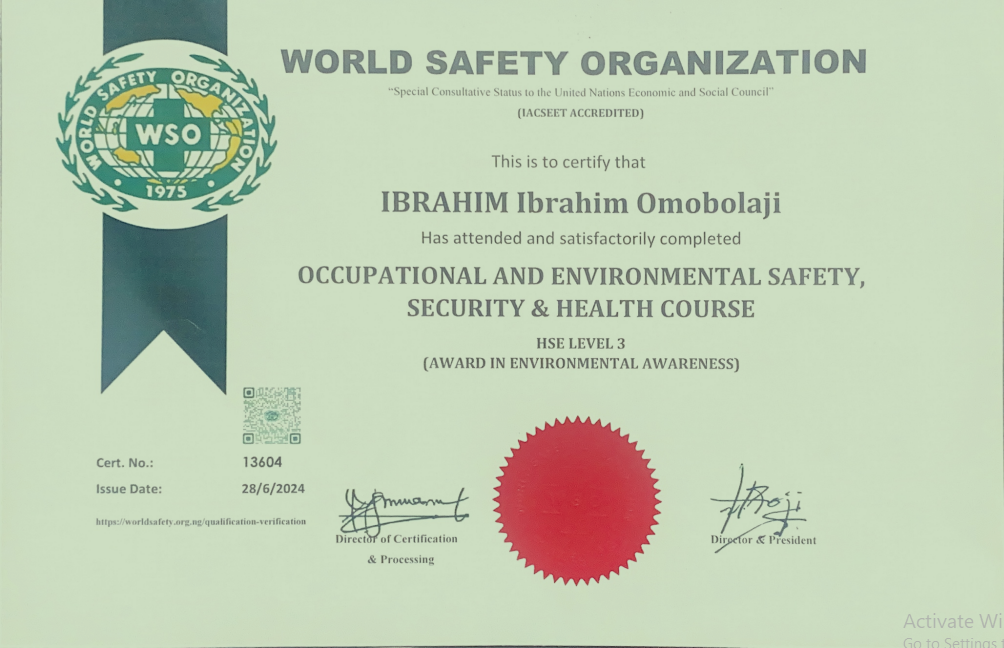 WORLD SAFETY ORGANIZATION
"Special Consultative Status to the United Nations Economic and Social Council"
(IACSEET ACCREDITED)
WORLD SAFETY ORGANIZATION
WSO
• 1975 •
This is to certify that
IBRAHIM Ibrahim Omobolaji
Has attended and satisfactorily completed
OCCUPATIONAL AND ENVIRONMENTAL SAFETY,
SECURITY & HEALTH COURSE
HSE LEVEL 3
(AWARD IN ENVIRONMENTAL AWARENESS)
Cert. No.: 13604
Issue Date: 28/6/2024
https://worldsafety.org.ng/qualification-verification
Director of Certification
& Processing
Director & President
Activate Wi
Go to Settings t